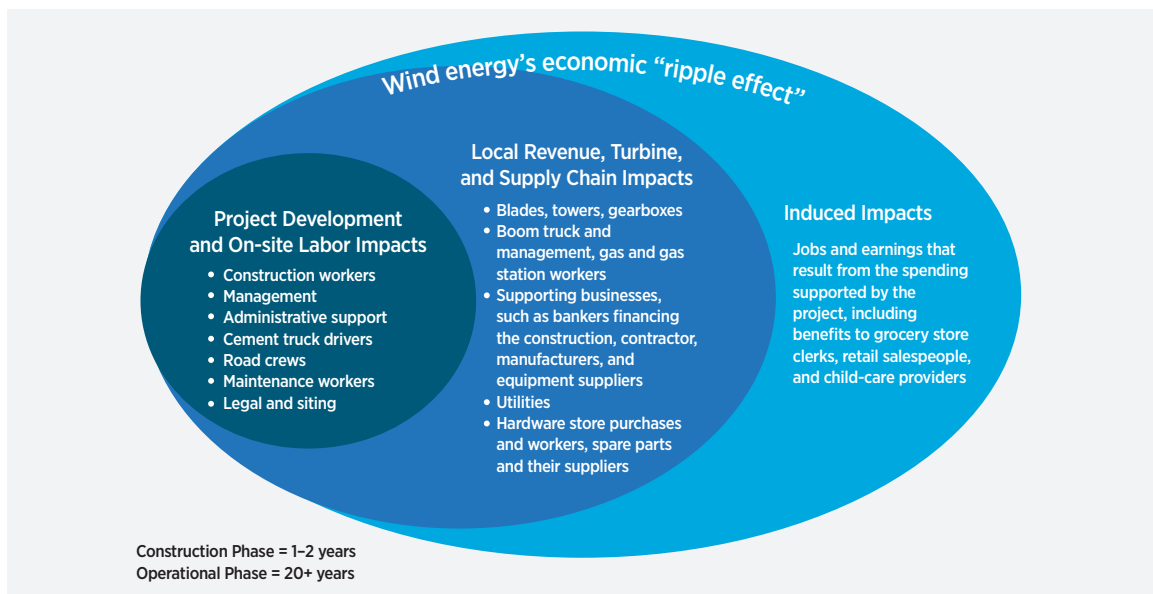 Wind energy’s economic “ripple effect”
Project Development
and On-site Labor Impacts
• Construction workers
• Management
• Administrative support
• Cement truck drivers
• Road crews
• Maintenance workers
• Legal and siting
Local Revenue, Turbine,
and Supply Chain Impacts
• Blades, towers, gearboxes
• Boom truck and
management, gas and gas
station workers
• Supporting businesses,
such as bankers financing
the construction, contractor,
manufacturers, and
equipment suppliers
• Utilities
• Hardware store purchases
and workers, spare parts
and their suppliers
Induced Impacts
Jobs and earnings that
result from the spending
supported by the
project, including
benefits to grocery store
clerks, retail salespeople,
and child-care providers
Construction Phase = 1–2 years
Operational Phase = 20+ years